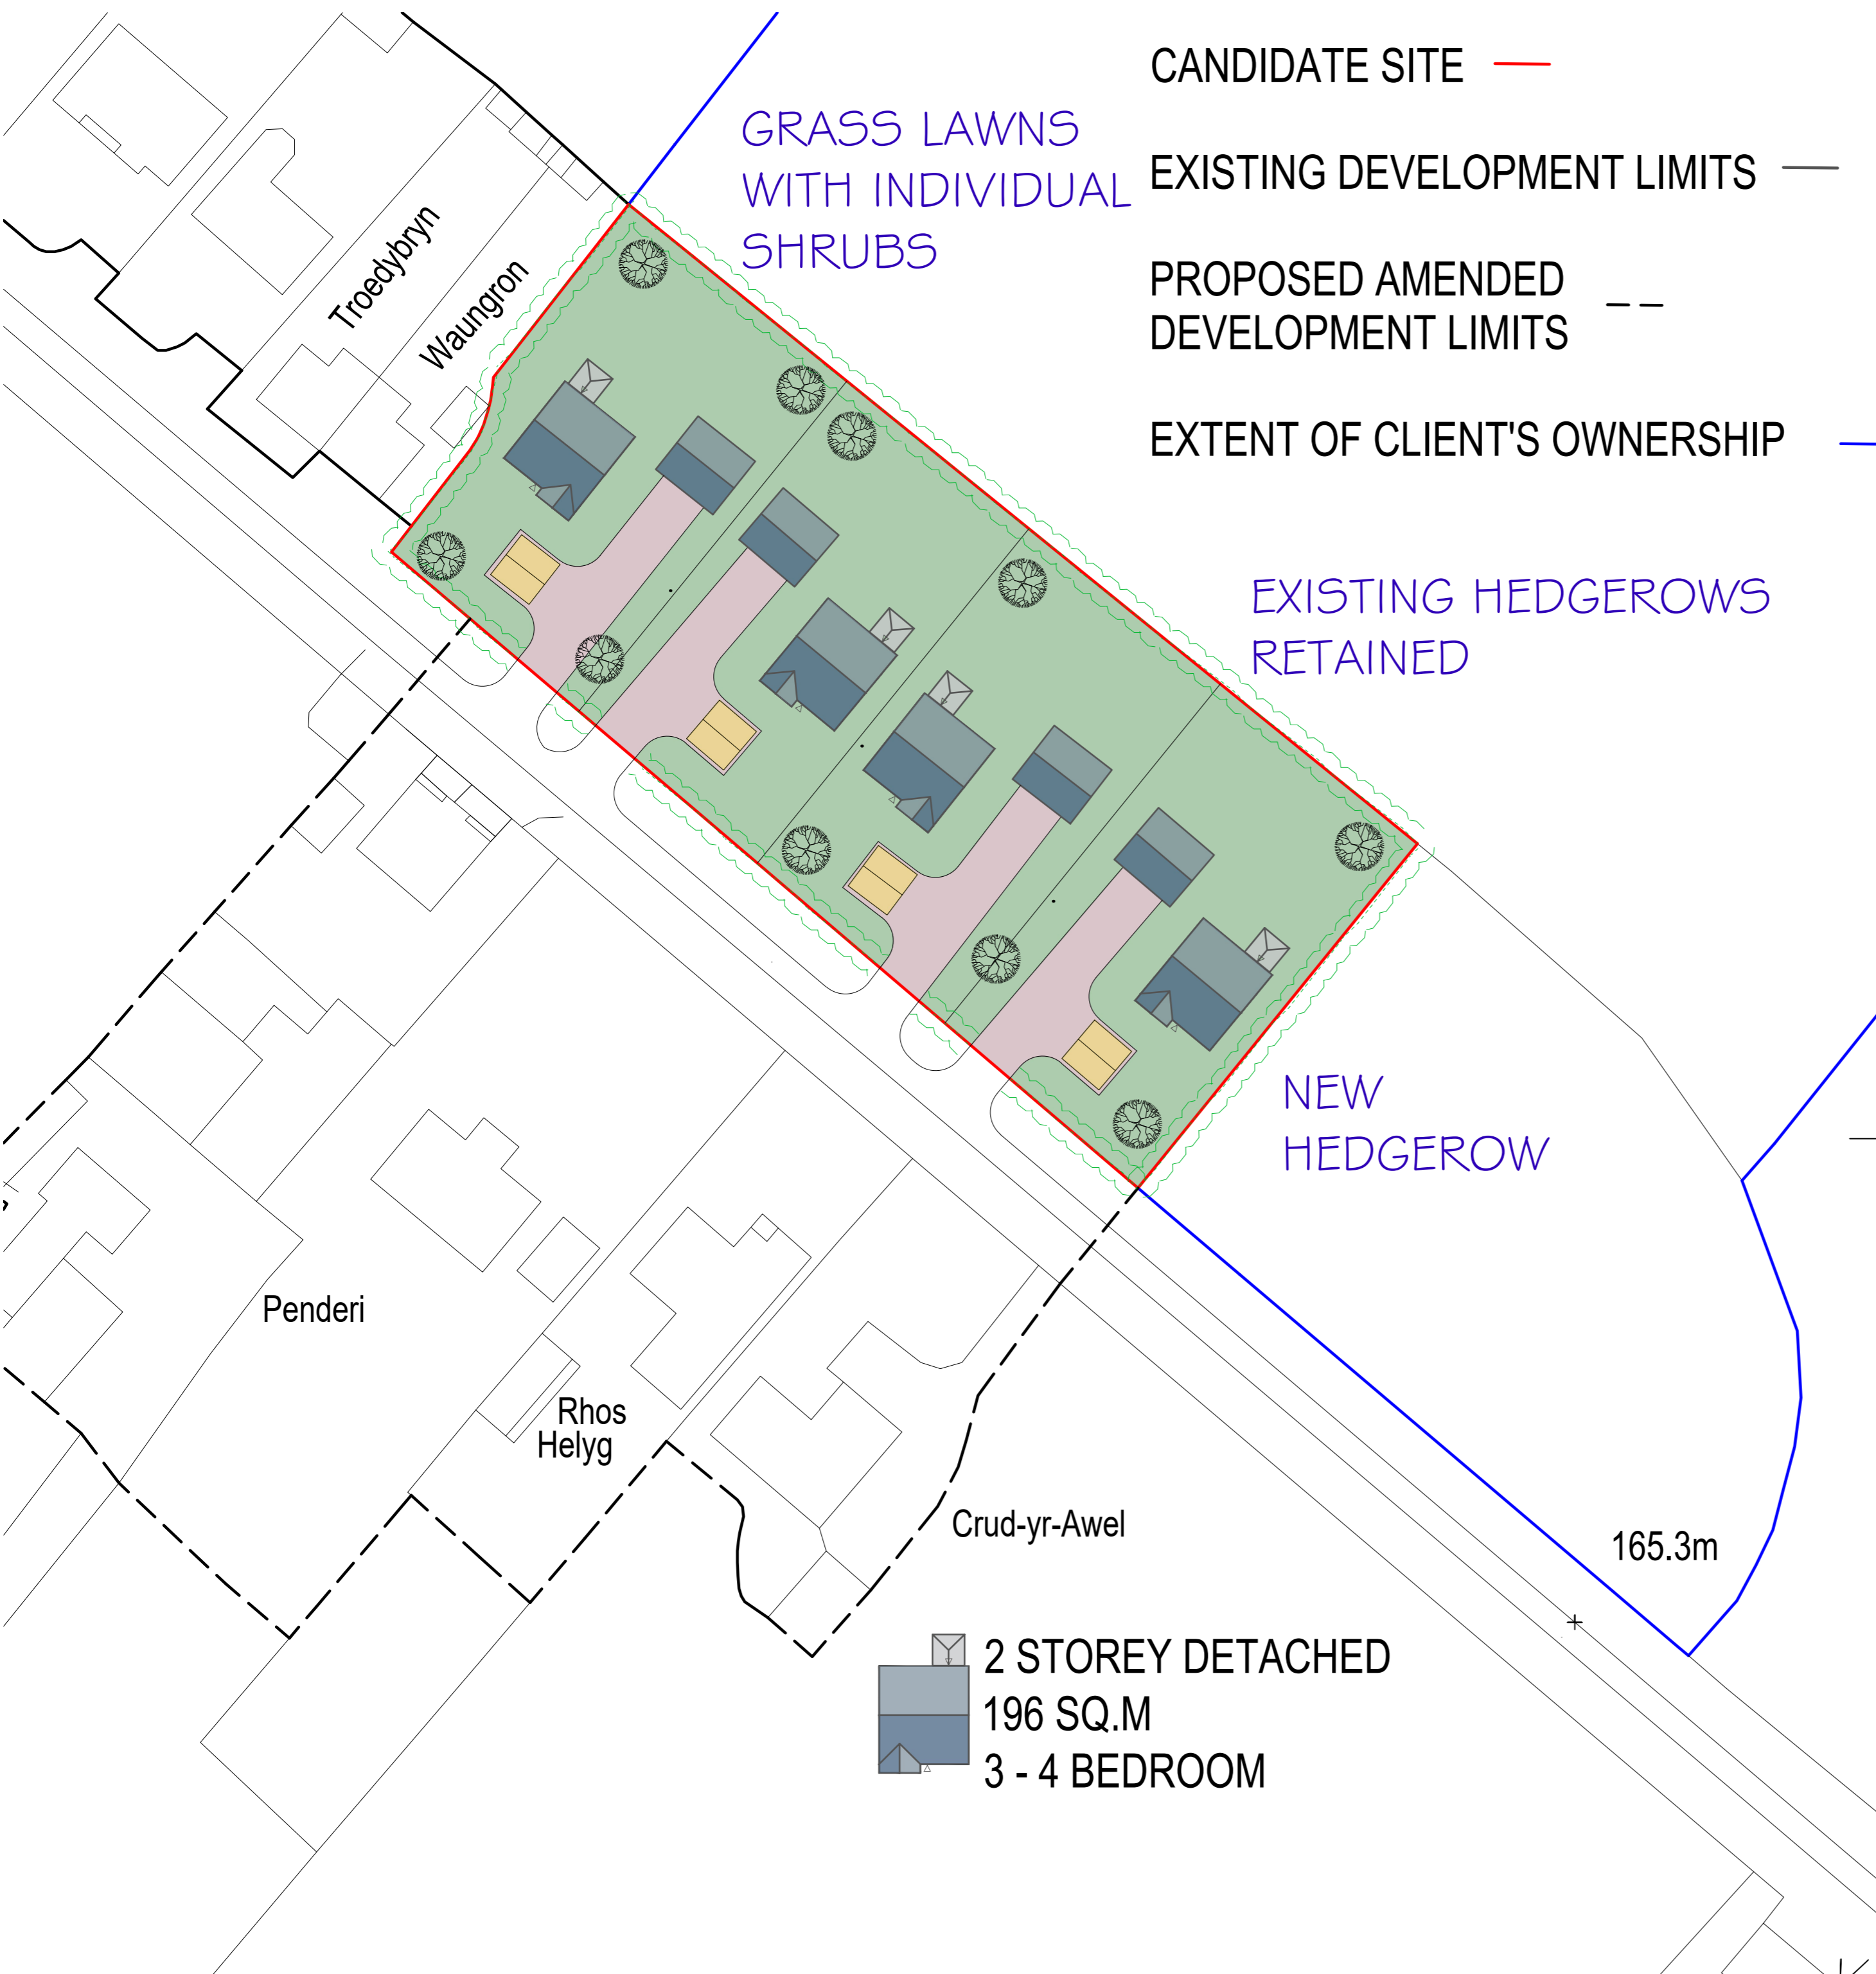 CANDIDATE SITE
GRASS LAWNS
WITH INDIVIDUAL
SHRUBS
EXISTING DEVELOPMENT LIMITS
PROPOSED AMENDED
DEVELOPMENT LIMITS
EXTENT OF CLIENT'S OWNERSHIP
Troedybryn
Waungron
EXISTING HEDGEROWS
RETAINED
NEW
HEDGEROW
Penderi
Rhos
Helyg
Crud-yr-Awel
165.3m
2 STOREY DETACHED
196 SQ.M
3 - 4 BEDROOM